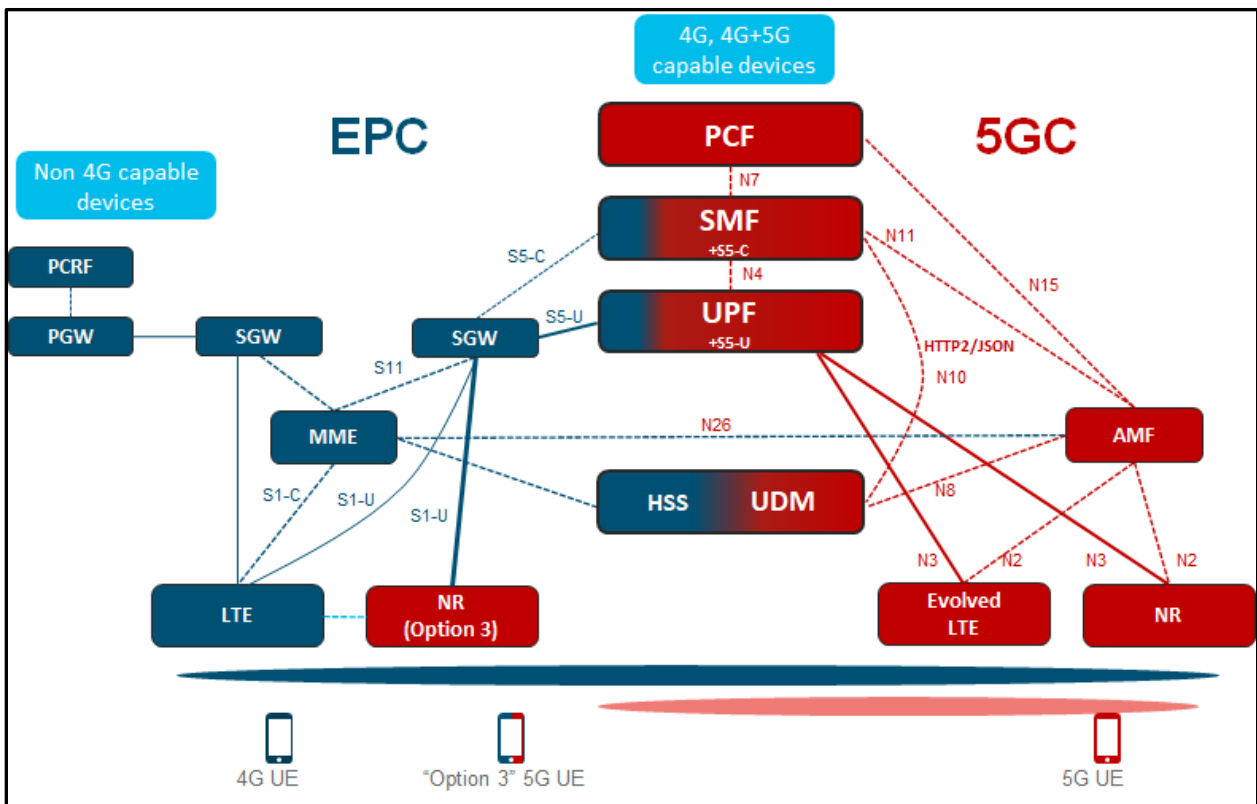 4G, 4G+5G
capable devices
EPC
PCF
5GC
Non 4G capable
devices
N7
SMF
+S5-C
N11
S5-C
PCRF
N4
N15
UPF
+S5-U
S5-U
PGW
SGW
SGW
HTTP2/JSON
N10
S11
MME
N26
AMF
HSS
UDM
N8
S1-C
S1-U
S1-U
N3
N2
N3
N2
LTE
NR
(Option 3)
Evolved
LTE
NR
4G UE
“Option 3” 5G UE
5G UE